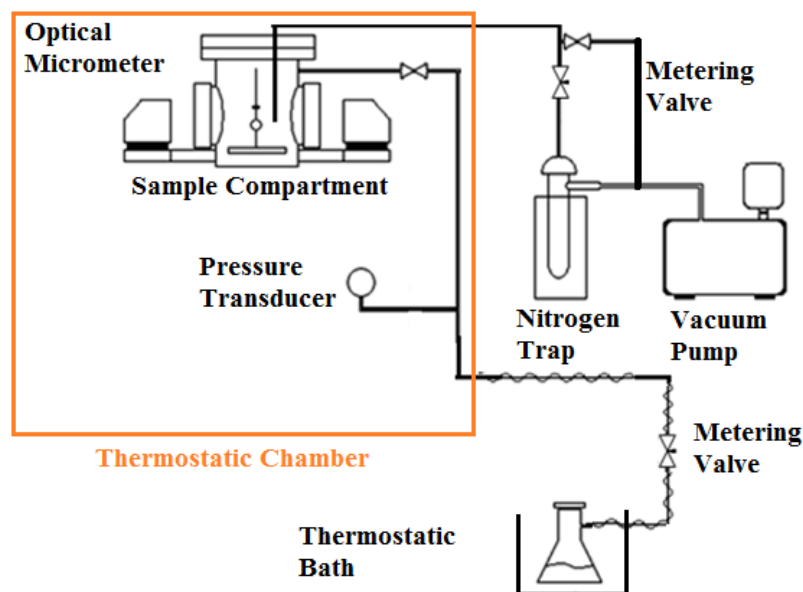 Optical
Micrometer
Metering
Valve
Sample Compartment
Pressure
Transducer
Nitrogen
Trap
Vacuum
Pump
Metering
Valve
Thermostatic Chamber
Thermostatic
Bath